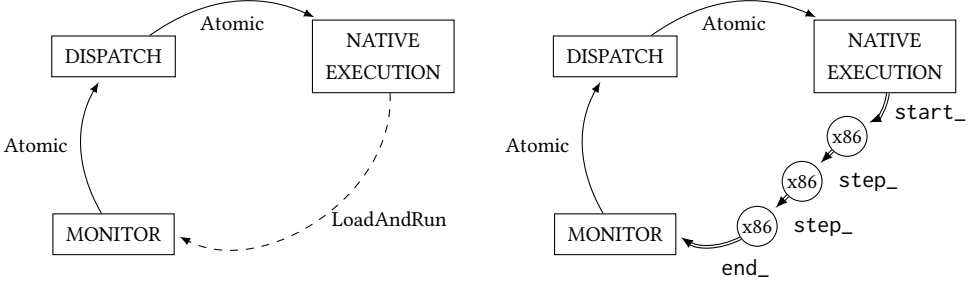 Atomic
NATIVE
EXECUTION
DISPATCH
Atomic
LoadAndRun
MONITOR
Atomic
NATIVE
EXECUTION
DISPATCH
start_
x86
Atomic
x86
step_
x86
step_
MONITOR
end_